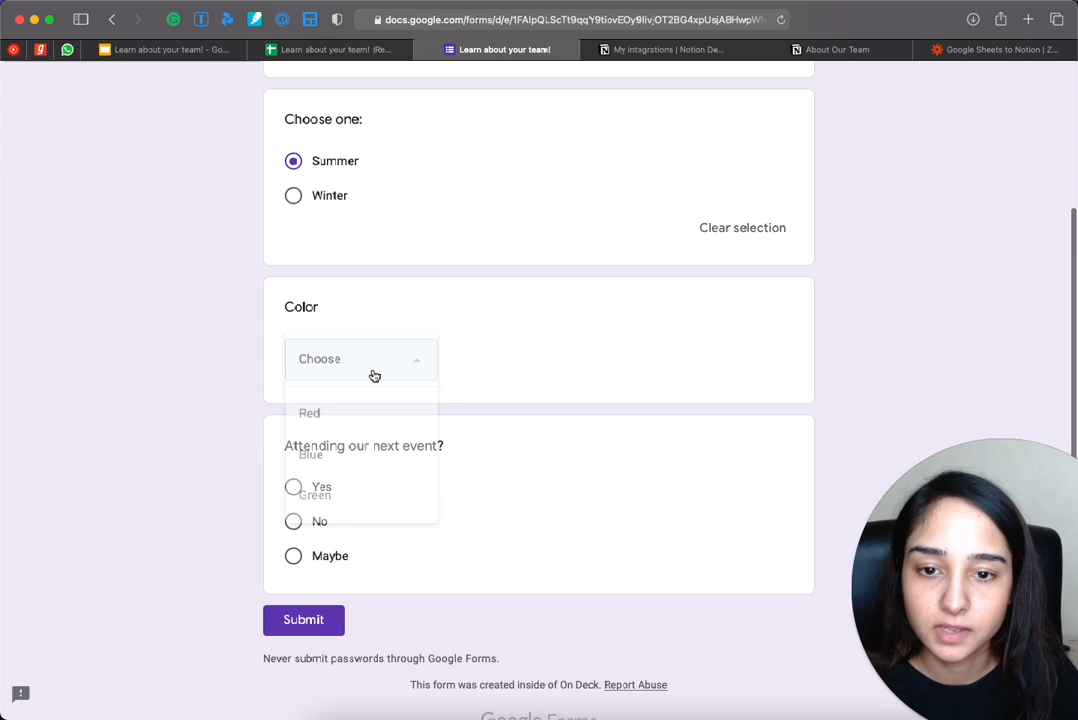 docs.google.com/forms/d/e/1FAIpQLScTt9qqY9tiovEOy9livjOT2BG4xpUsjA8HwpW
Learn about your team! - Go...
Learn about your team! (Re...
Learn about your team!
My integrations | Notion De...
About Our Team
Google Sheets to Notion | Z...
Choose one:
Summer
Winter
Clear selection
Color
Choose
Red
Attending our next event?
Blue
Yes
Green
No
Maybe
Submit
Never submit passwords through Google Forms.
This form was created inside of On Deck. Report Abuse
Google Forms